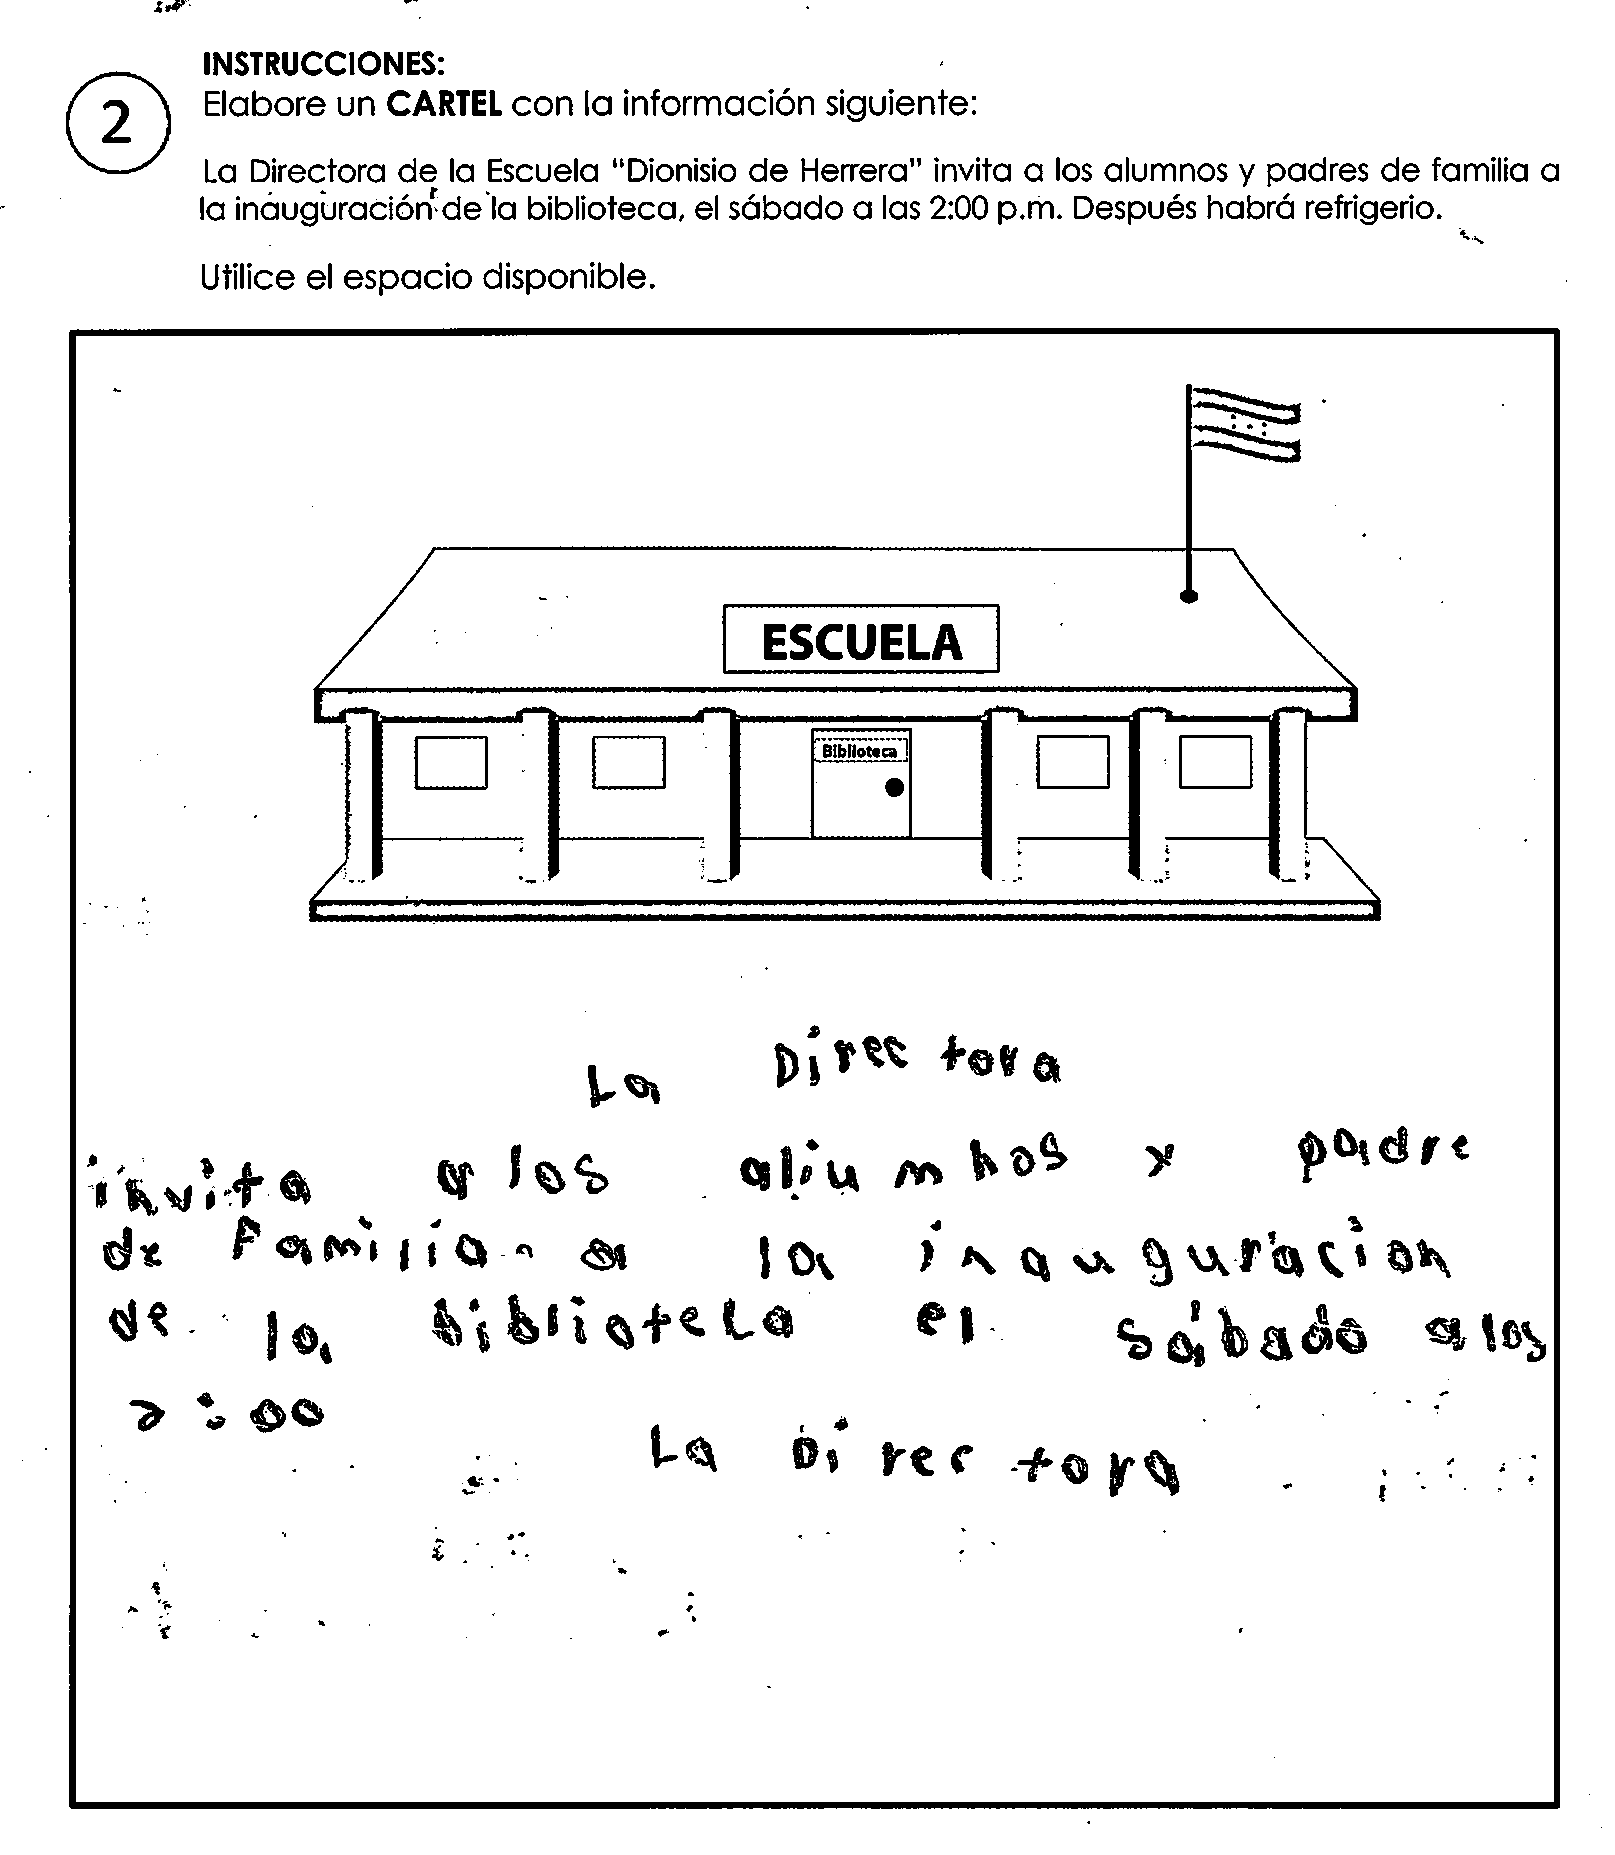 INSTRUCCIONES:
2
Elabore un CARTEL con la información siguiente:
La Directora de la Escuela "Dionisio de Herrera" invita a los alumnos y padres de familia a
la inauguración de la biblioteca, el sábado a las 2:00 p.m. Después habrá refrigerio.
Utilice el espacio disponible.
ESCUELA
Biblioteca
La Directora
invita a los aliumnos y padre
de Familia a la inauguracion
de la biblioteca el sábado a los
2:00
La Directora